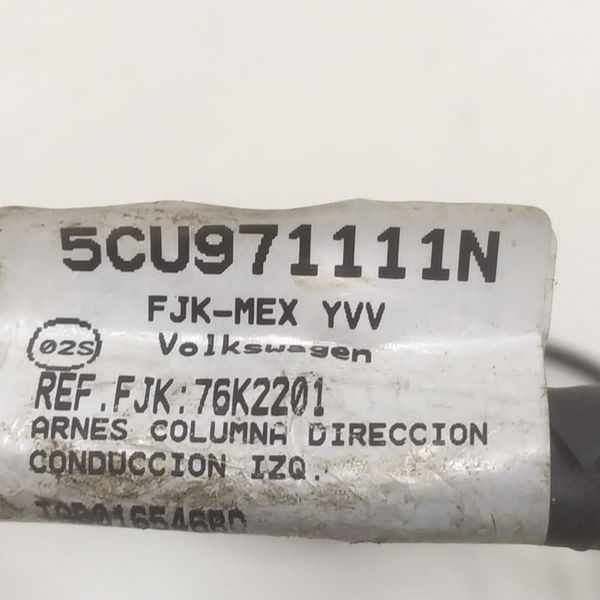 5CU971111N
FJK-MEX YVV
02S Volkswagen
REF.FJK:76K2201
ARNES COLUMNA DIRECCION
CONDUCCION IZQ.